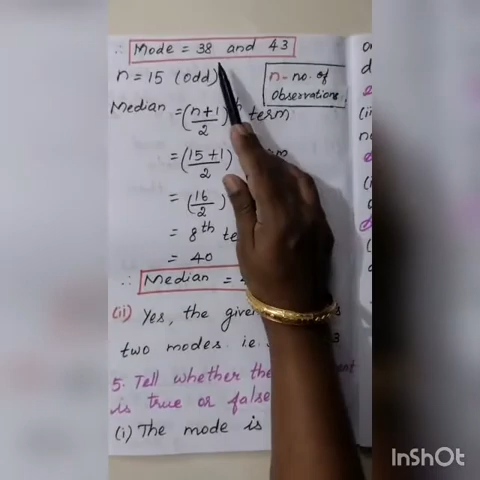 ∴ Mode = 38 and 43
n = 15 (odd)
n - no. of
Observations.
Median = (n+1/2)th term
= (15+1/2)
= (16/2)
= 8th te
= 40
∴ Median =
(ii) Yes, the give
two modes. i.e.
5. Tell whether the
is true or false
(i) The mode is
InShOt